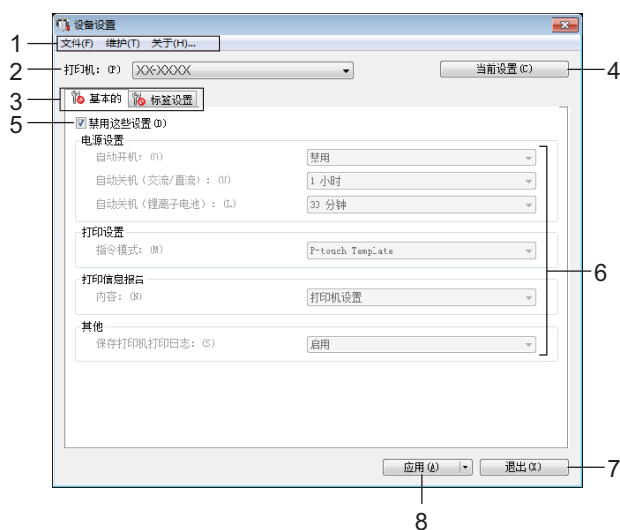 设备设置
1 文件(F) 维护(T) 关于(H)...
2 打印机: (P) XX-XXXX 当前设置(C) 4
3 基本的 标签设置
5 禁用这些设置(D)
电源设置
自动开机: (N) 禁用
自动关机(交流/直流): (U) 1 小时
自动关机(锂离子电池): (L) 30 分钟
打印设置
指令模式: (M) P-touch Template
6
打印信息报告
内容: (N) 打印机设置
其他
保存打印机打印日志: (S) 启用
应用(A) 退出(X) 7
8